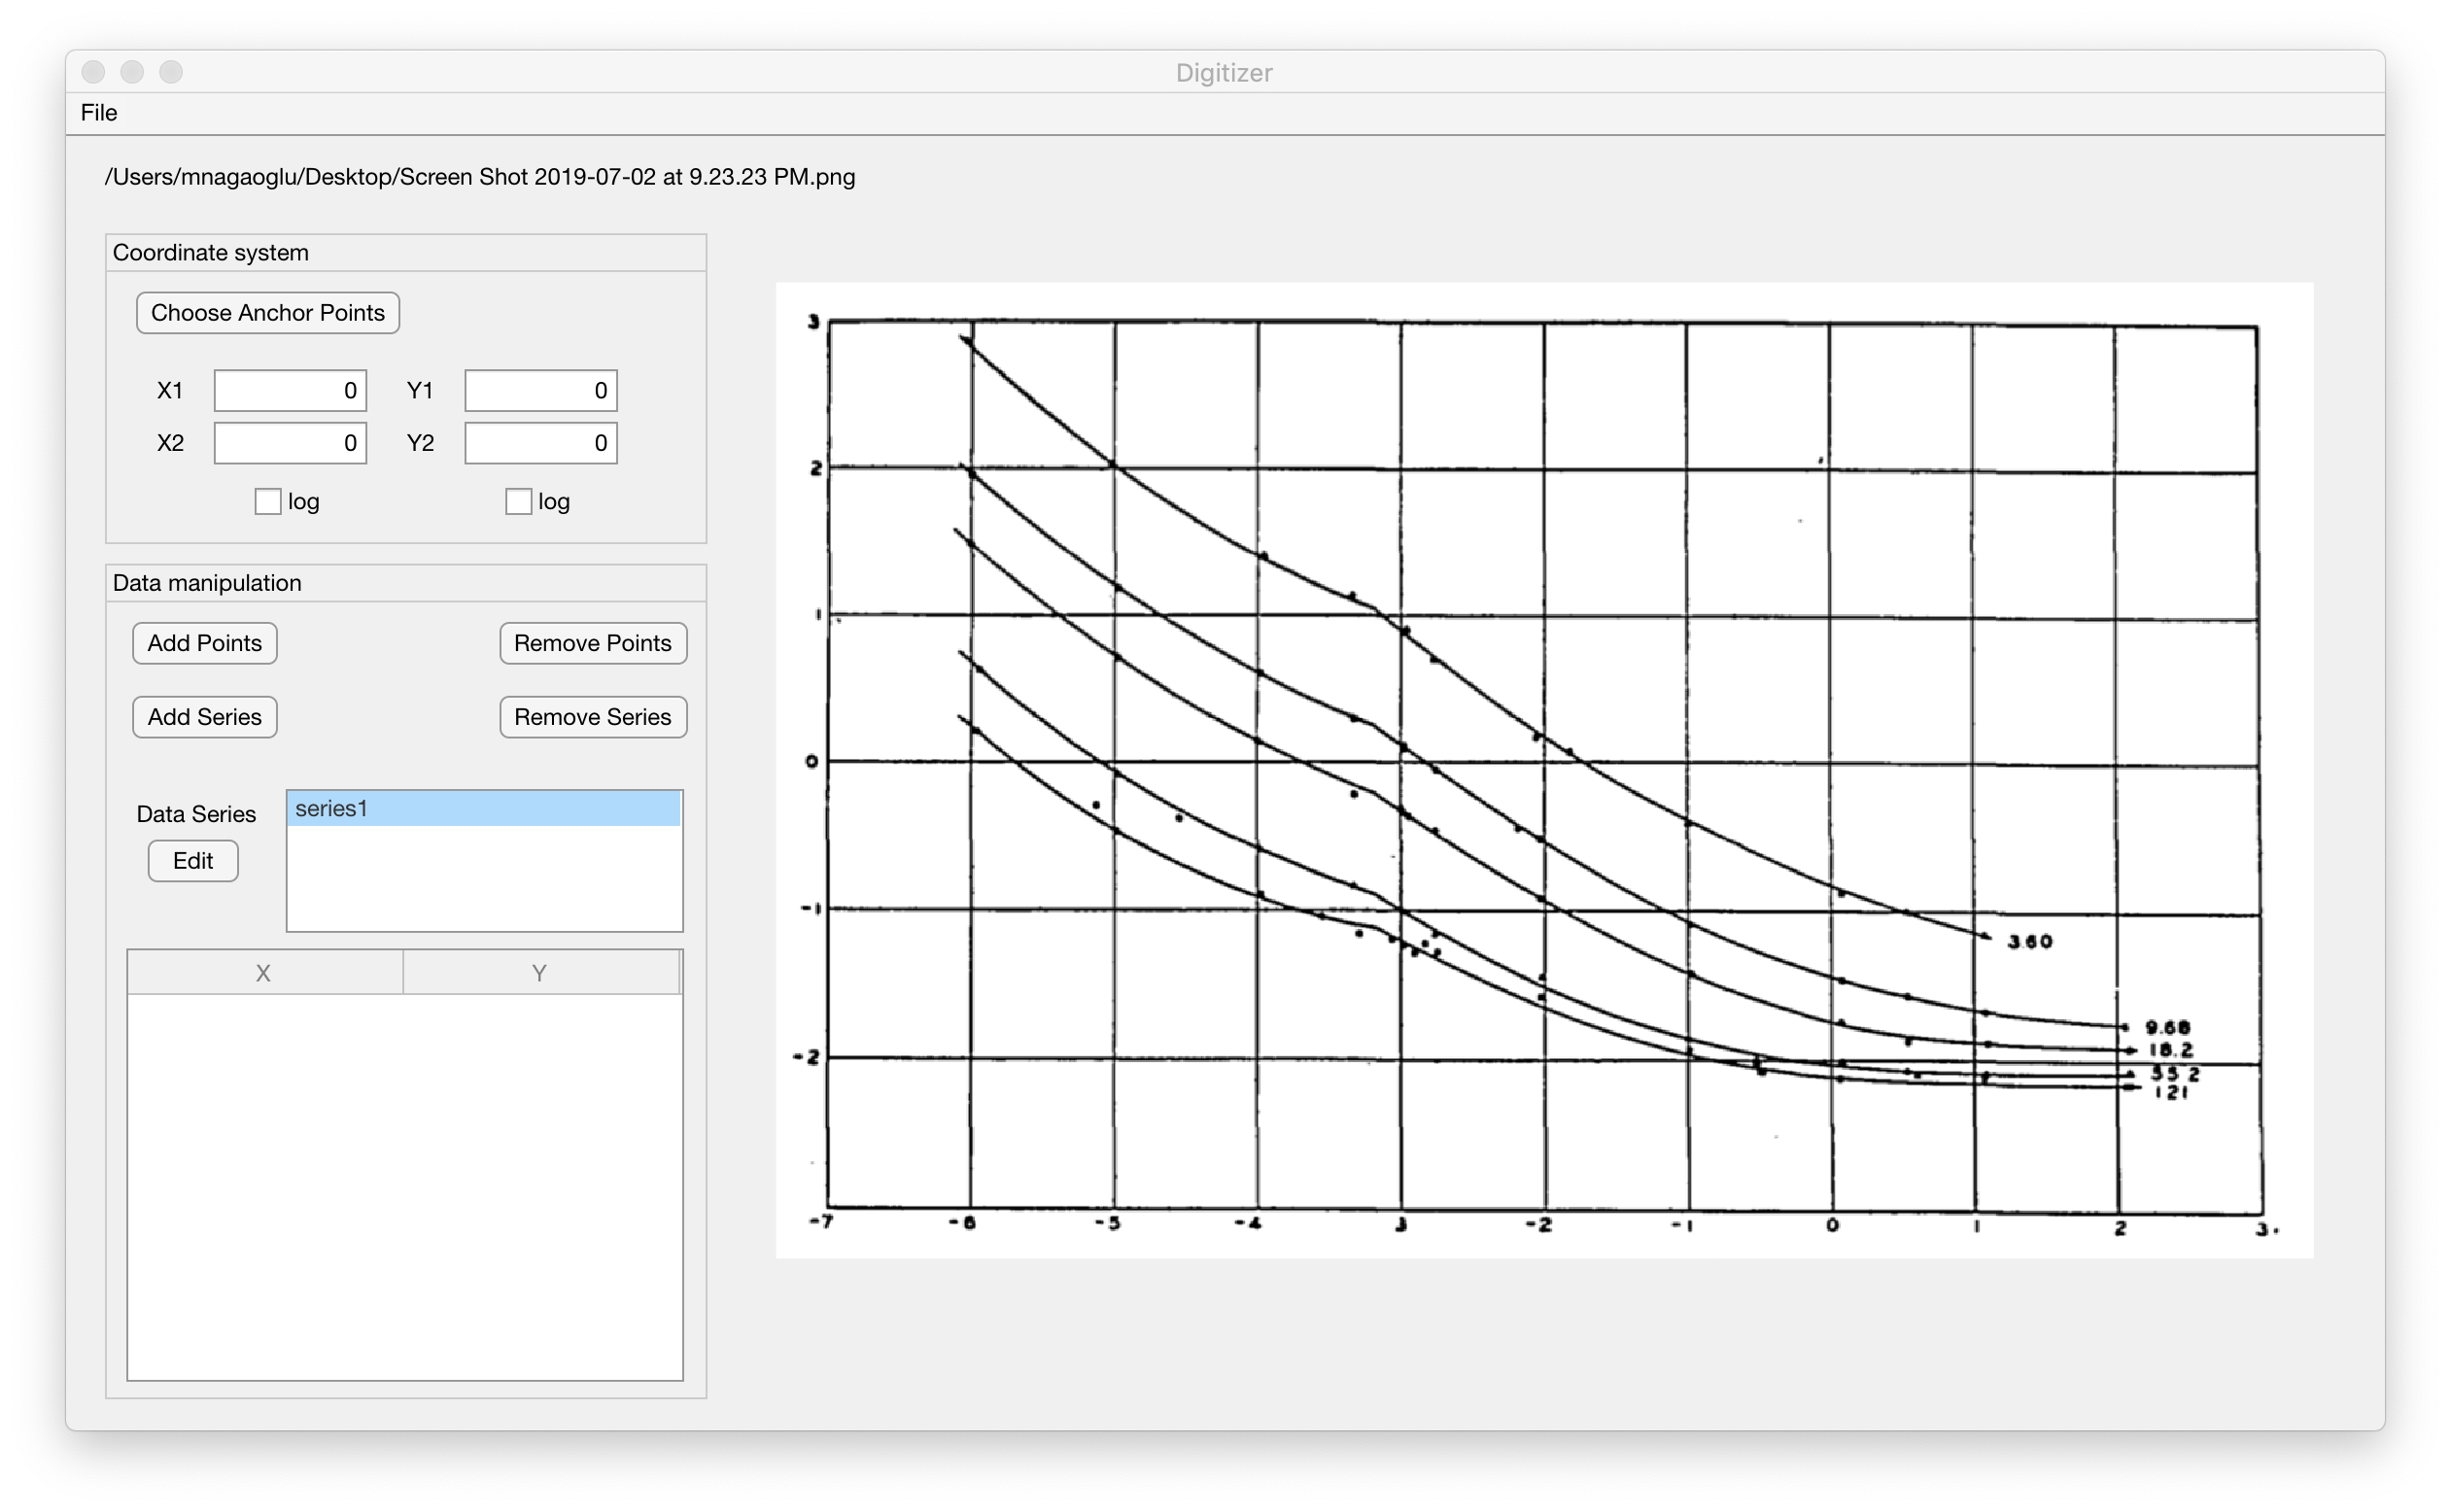 Digitizer
File
/Users/mnagaoglu/Desktop/Screen Shot 2019-07-02 at 9.23.23 PM.png
Coordinate system
Choose Anchor Points
X1 0 Y1 0
X2 0 Y2 0
log log
Data manipulation
Add Points Remove Points
Add Series Remove Series
Data Series series1
Edit
X Y
3
2
1
0
-1
-2
-7 -6 -5 -4 3 -2 -1 0 1 2 3.
3.60
9.68
18.2
55.2
121